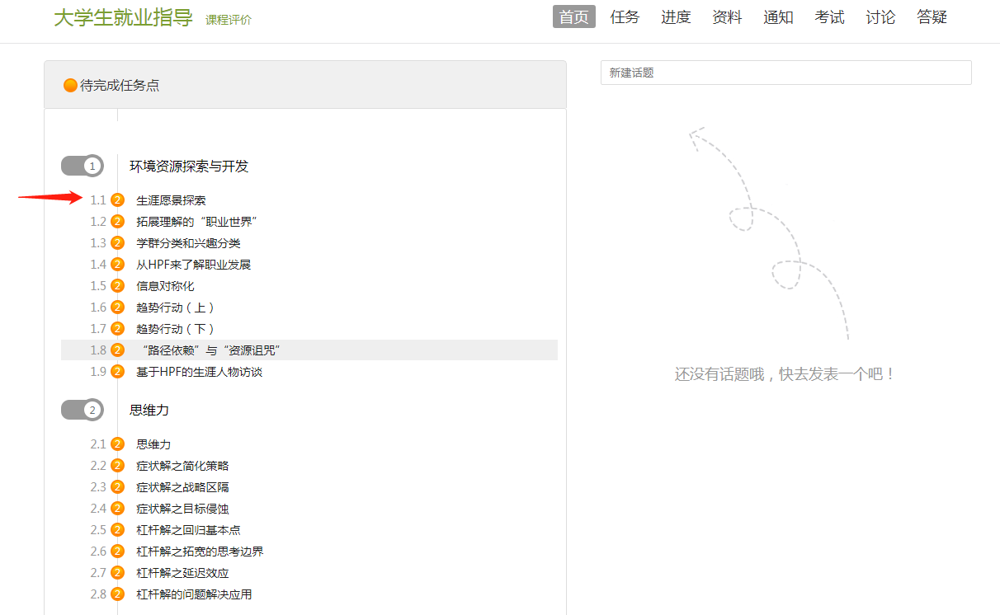 大学生就业指导 课程评价 首页 任务 进度 资料 通知 考试 讨论 答疑
待完成任务点
新建话题
1 环境资源探索与开发
1.1 2 生涯愿景探索
1.2 2 拓展理解的“职业世界”
1.3 2 学群分类和兴趣分类
1.4 2 从HPF来了解职业发展
1.5 2 信息对称化
1.6 2 趋势行动（上）
1.7 2 趋势行动（下）
1.8 2 “路径依赖”与“资源诅咒”
1.9 2 基于HPF的生涯人物访谈
还没有话题哦，快去发表一个吧！
2 思维力
2.1 2 思维力
2.2 2 症状解之简化策略
2.3 2 症状解之战略区隔
2.4 2 症状解之目标侵蚀
2.5 2 杠杆解之回归基本点
2.6 2 杠杆解之拓宽的思考边界
2.7 2 杠杆解之延迟效应
2.8 2 杠杆解的问题解决应用